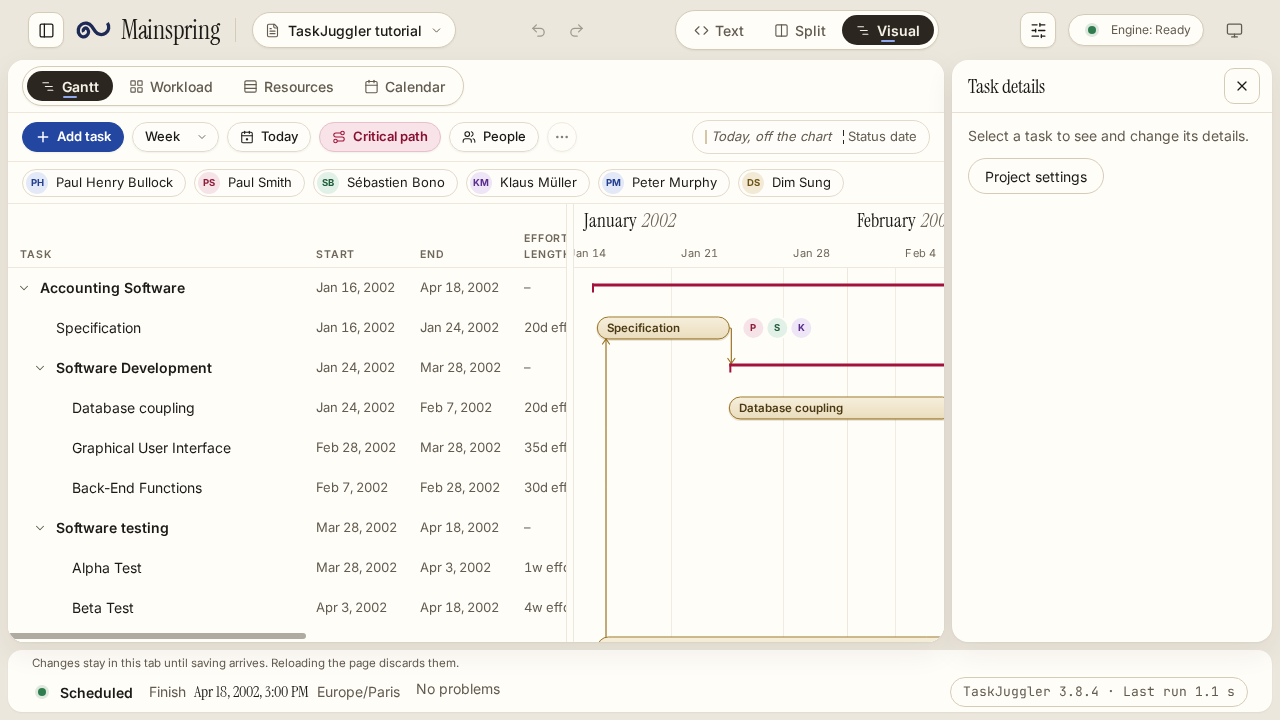 Mainspring
TaskJuggler tutorial
Text
Split
Visual
Engine: Ready
Gantt
Workload
Resources
Calendar
Add task
Week
Today
Critical path
People
Today, off the chart
Status date
PH Paul Henry Bullock
PS Paul Smith
SB Sébastien Bono
KM Klaus Müller
PM Peter Murphy
DS Dim Sung
TASK START END EFFORT LENGTH
January 2002
February 200
Jan 14 Jan 21 Jan 28 Feb 4
Accounting Software Jan 16, 2002 Apr 18, 2002 –
Specification Jan 16, 2002 Jan 24, 2002 20d eff
Specification P S K
Software Development Jan 24, 2002 Mar 28, 2002 –
Database coupling Jan 24, 2002 Feb 7, 2002 20d eff
Database coupling
Graphical User Interface Feb 28, 2002 Mar 28, 2002 35d eff
Back-End Functions Feb 7, 2002 Feb 28, 2002 30d eff
Software testing Mar 28, 2002 Apr 18, 2002 –
Alpha Test Mar 28, 2002 Apr 3, 2002 1w effo
Beta Test Apr 3, 2002 Apr 18, 2002 4w effo
Task details
Select a task to see and change its details.
Project settings
Changes stay in this tab until saving arrives. Reloading the page discards them.
Scheduled Finish Apr 18, 2002, 3:00 PM Europe/Paris No problems
TaskJuggler 3.8.4 · Last run 1.1 s